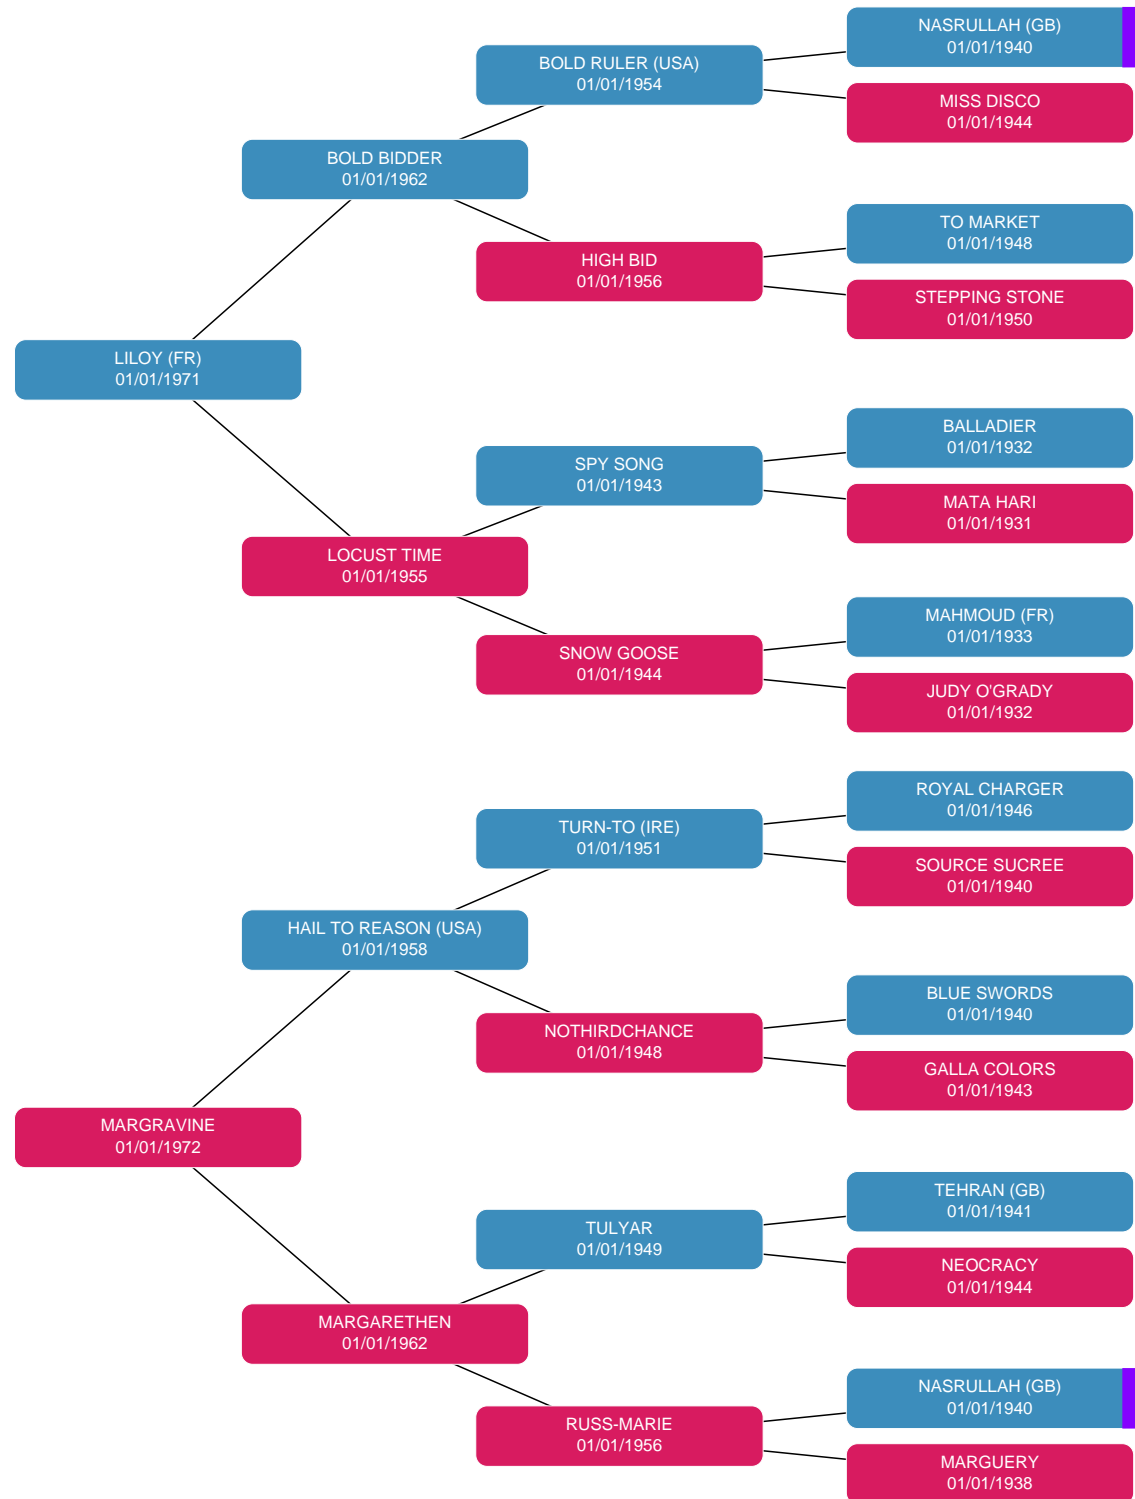 NASRULLAH (GB)
01/01/1940
BOLD RULER (USA)
01/01/1954
MISS DISCO
01/01/1944
BOLD BIDDER
01/01/1962
TO MARKET
01/01/1948
HIGH BID
01/01/1956
STEPPING STONE
01/01/1950
LILOY (FR)
01/01/1971
BALLADIER
01/01/1932
SPY SONG
01/01/1943
MATA HARI
01/01/1931
LOCUST TIME
01/01/1955
MAHMOUD (FR)
01/01/1933
SNOW GOOSE
01/01/1944
JUDY O'GRADY
01/01/1932
ROYAL CHARGER
01/01/1946
TURN-TO (IRE)
01/01/1951
SOURCE SUCREE
01/01/1940
HAIL TO REASON (USA)
01/01/1958
BLUE SWORDS
01/01/1940
NOTHIRDCHANCE
01/01/1948
GALLA COLORS
01/01/1943
MARGRAVINE
01/01/1972
TEHRAN (GB)
01/01/1941
TULYAR
01/01/1949
NEOCRACY
01/01/1944
MARGARETHEN
01/01/1962
NASRULLAH (GB)
01/01/1940
RUSS-MARIE
01/01/1956
MARGUERY
01/01/1938